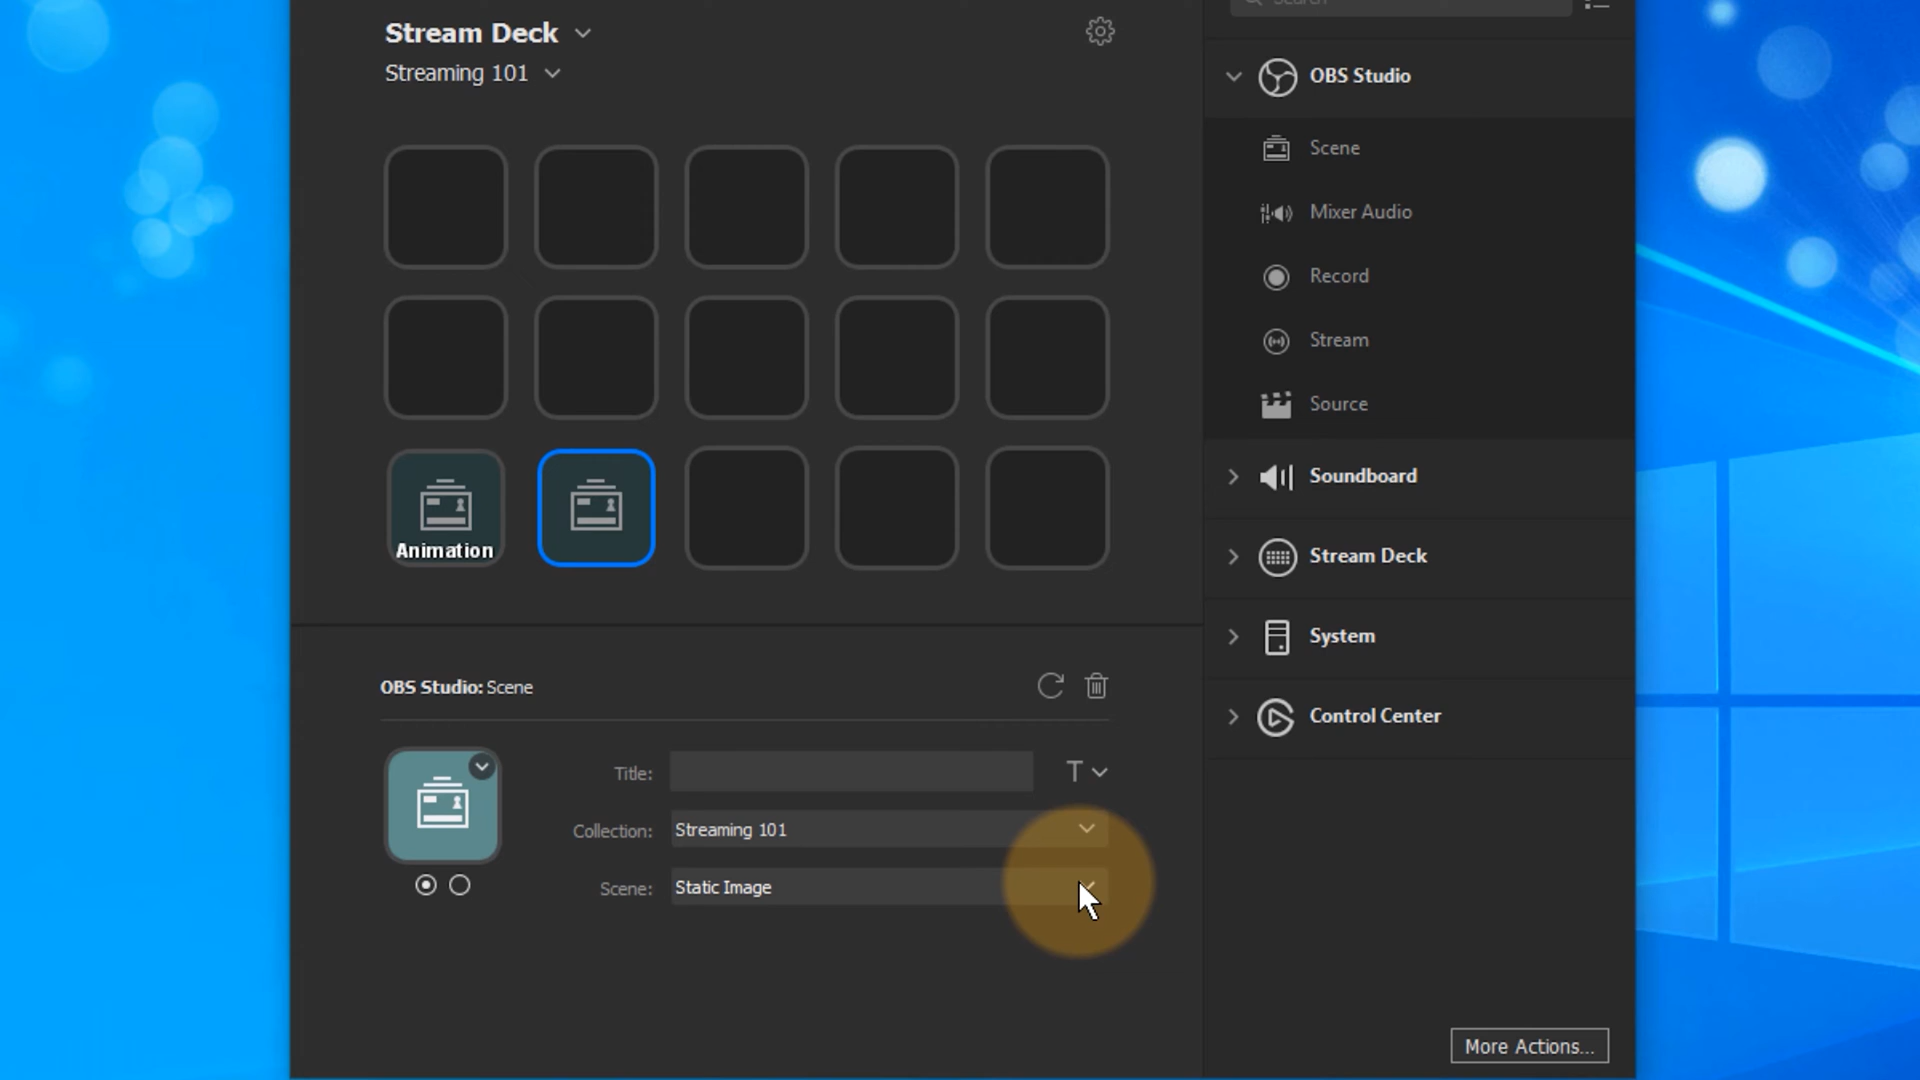 Stream Deck
Streaming 101
Animation
OBS Studio: Scene
Title:
Collection: Streaming 101
Scene: Static Image
T
Search
OBS Studio
Scene
Mixer Audio
Record
Stream
Source
Soundboard
Stream Deck
System
Control Center
More Actions...